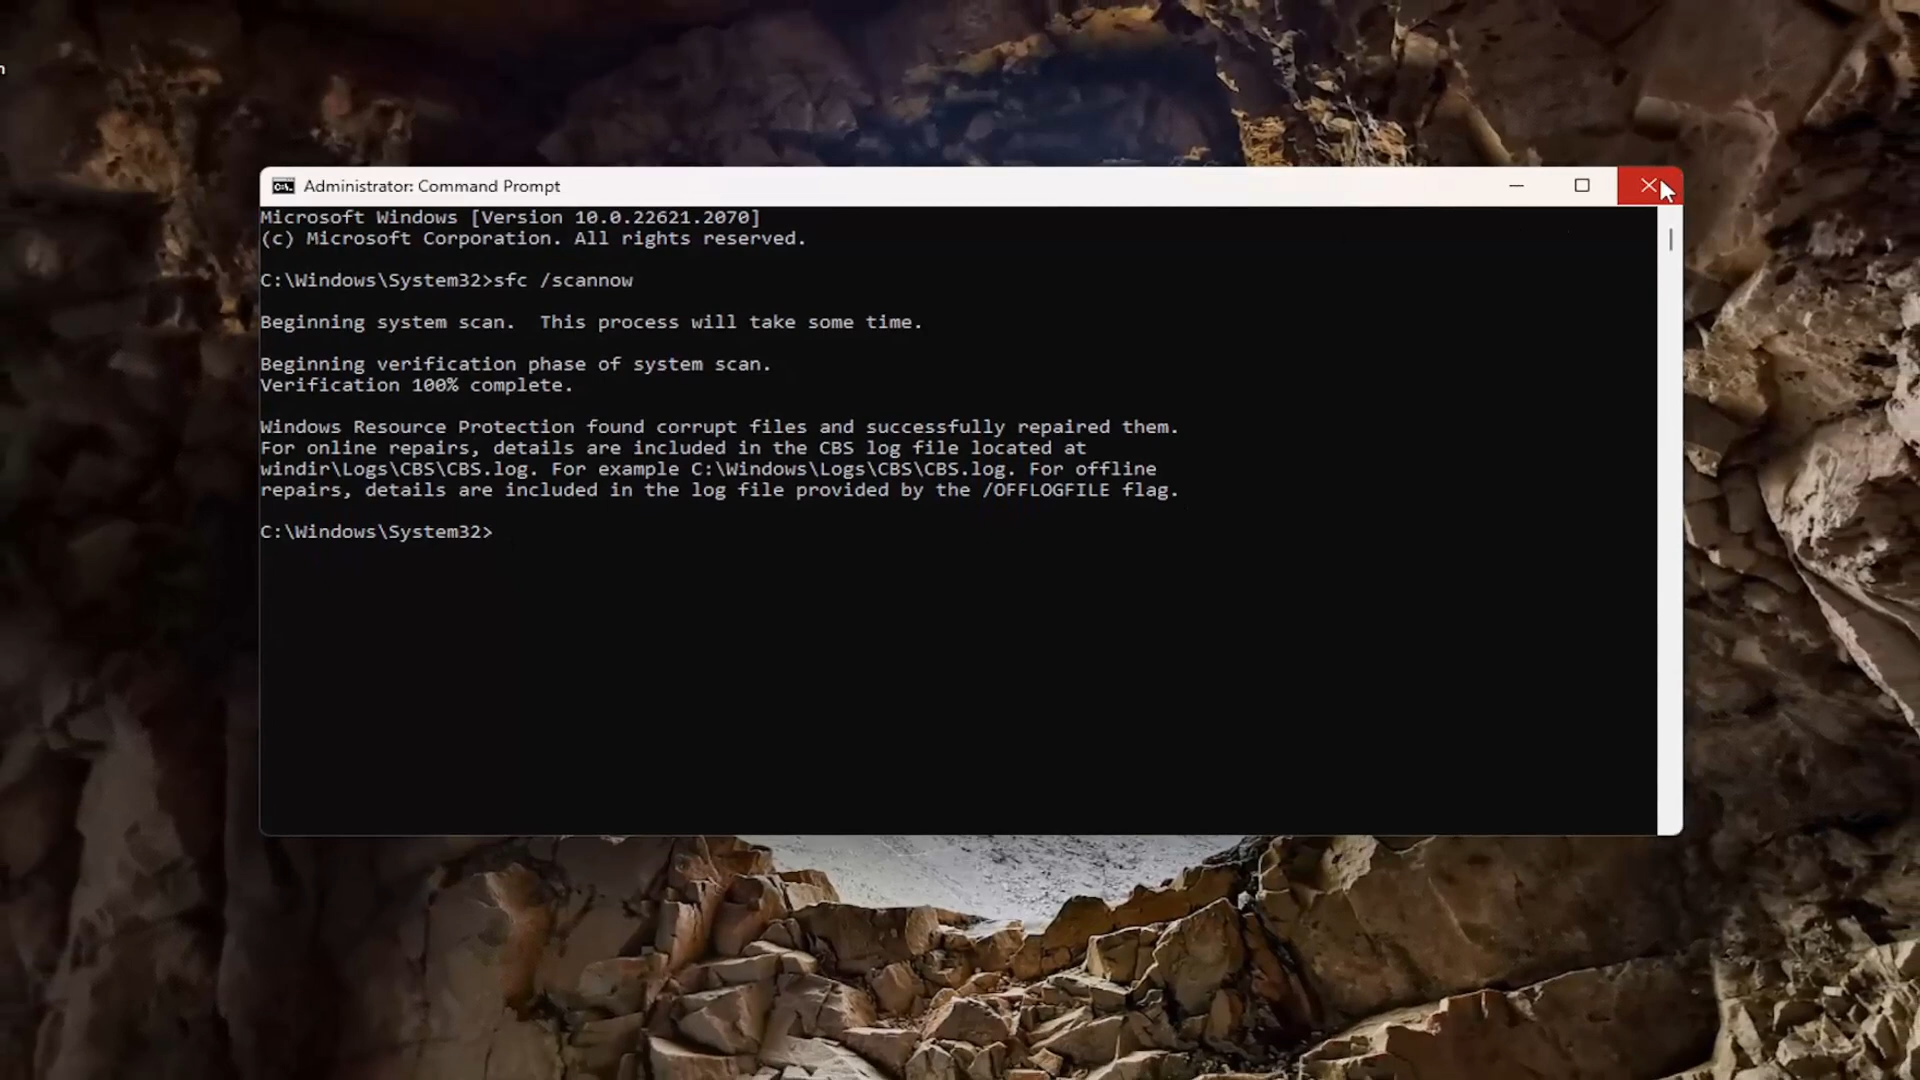 n
Administrator: Command Prompt
Microsoft Windows [Version 10.0.22621.2070]
(c) Microsoft Corporation. All rights reserved.
C:\Windows\System32>sfc /scannow
Beginning system scan.  This process will take some time.
Beginning verification phase of system scan.
Verification 100% complete.
Windows Resource Protection found corrupt files and successfully repaired them.
For online repairs, details are included in the CBS log file located at
windir\Logs\CBS\CBS.log. For example C:\Windows\Logs\CBS\CBS.log. For offline
repairs, details are included in the log file provided by the /OFFLOGFILE flag.
C:\Windows\System32>